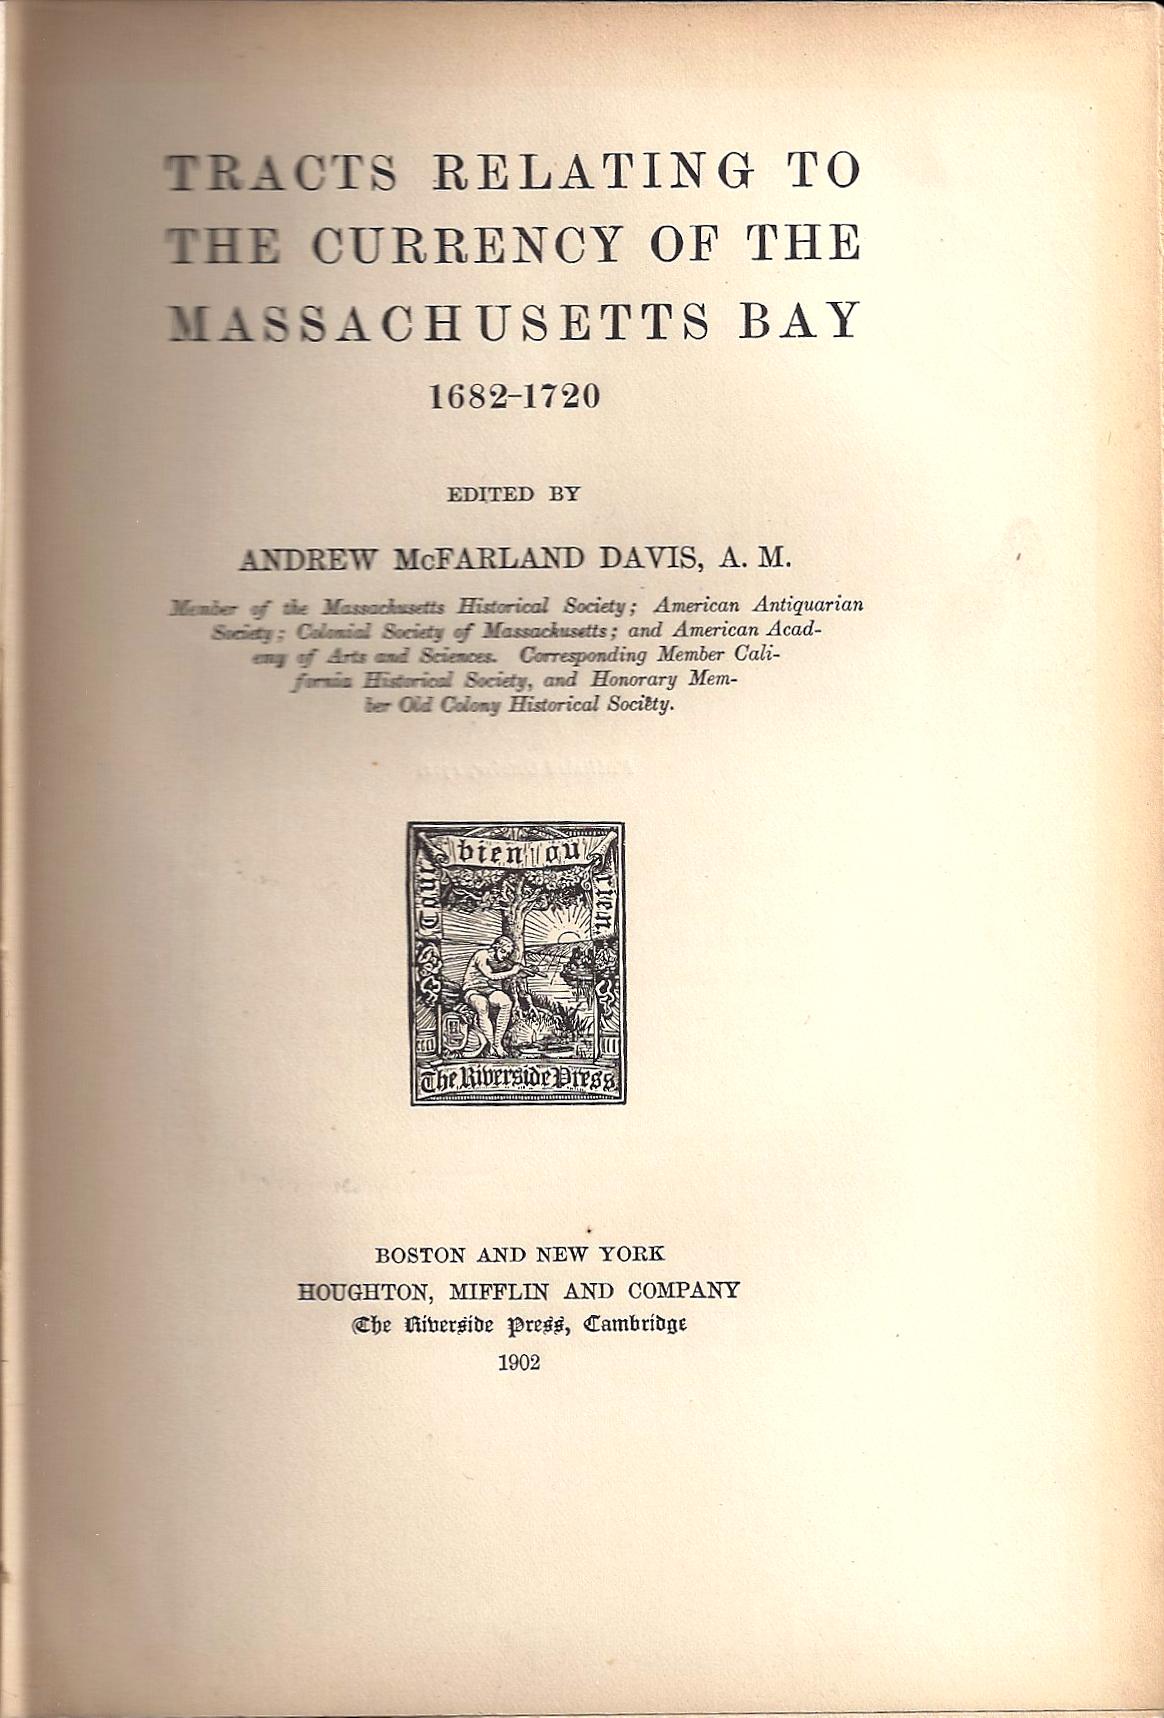 TRACTS RELATING TO
THE CURRENCY OF THE
MASSACHUSETTS BAY
1682–1720
EDITED BY
ANDREW McFARLAND DAVIS, A. M.
Member of the Massachusetts Historical Society; American Antiquarian
Society; Colonial Society of Massachusetts; and American Acad-
emy of Arts and Sciences. Corresponding Member Cali-
fornia Historical Society, and Honorary Mem-
ber Old Colony Historical Society.
Tout bien ou rien
The Riverside Press
BOSTON AND NEW YORK
HOUGHTON, MIFFLIN AND COMPANY
The Riverside Press, Cambridge
1902